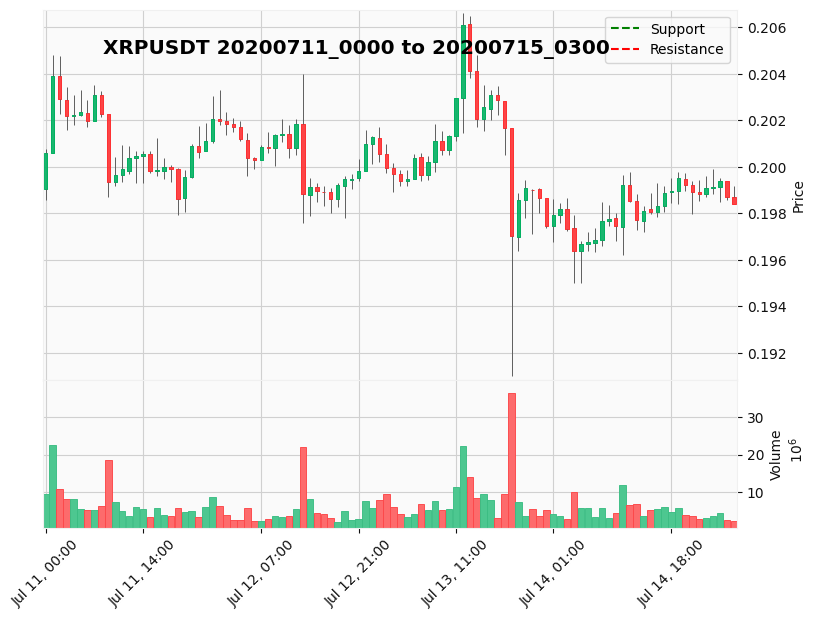 XRPUSDT 20200711_0000 to 20200715_0300
Support
Resistance
0.206
0.204
0.202
0.200
0.198
0.196
0.194
0.192
Price
30
20
10
Volume
10^6
Jul 11, 00:00
Jul 11, 14:00
Jul 12, 07:00
Jul 12, 21:00
Jul 13, 11:00
Jul 14, 01:00
Jul 14, 18:00